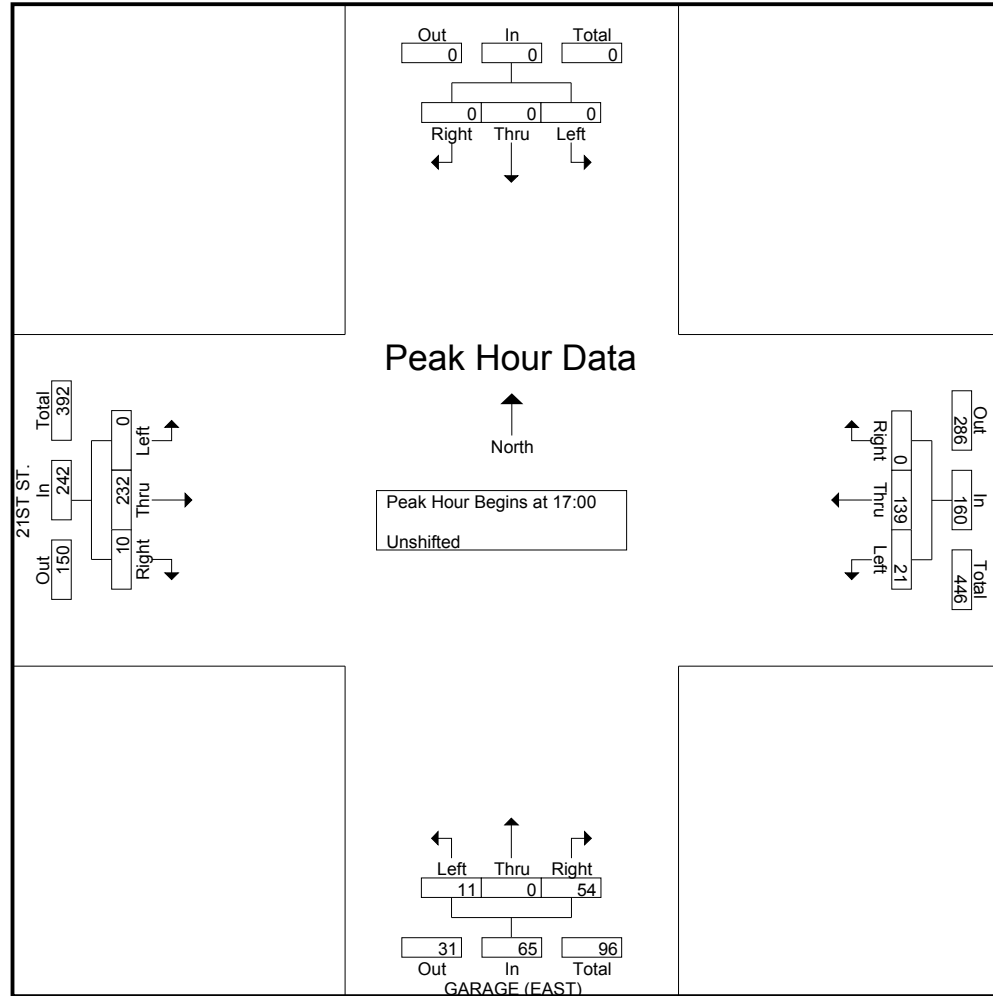 Out In Total
0 0 0
0 0 0
Right Thru Left
Peak Hour Data
North
Peak Hour Begins at 17:00
Unshifted
21ST ST.
Total In Out
392 242 150
0 232 10
Left Thru Right
Out In Total
286 160 446
0 139 21
Right Thru Left
Left Thru Right
11 0 54
31 65 96
Out In Total
GARAGE (EAST)